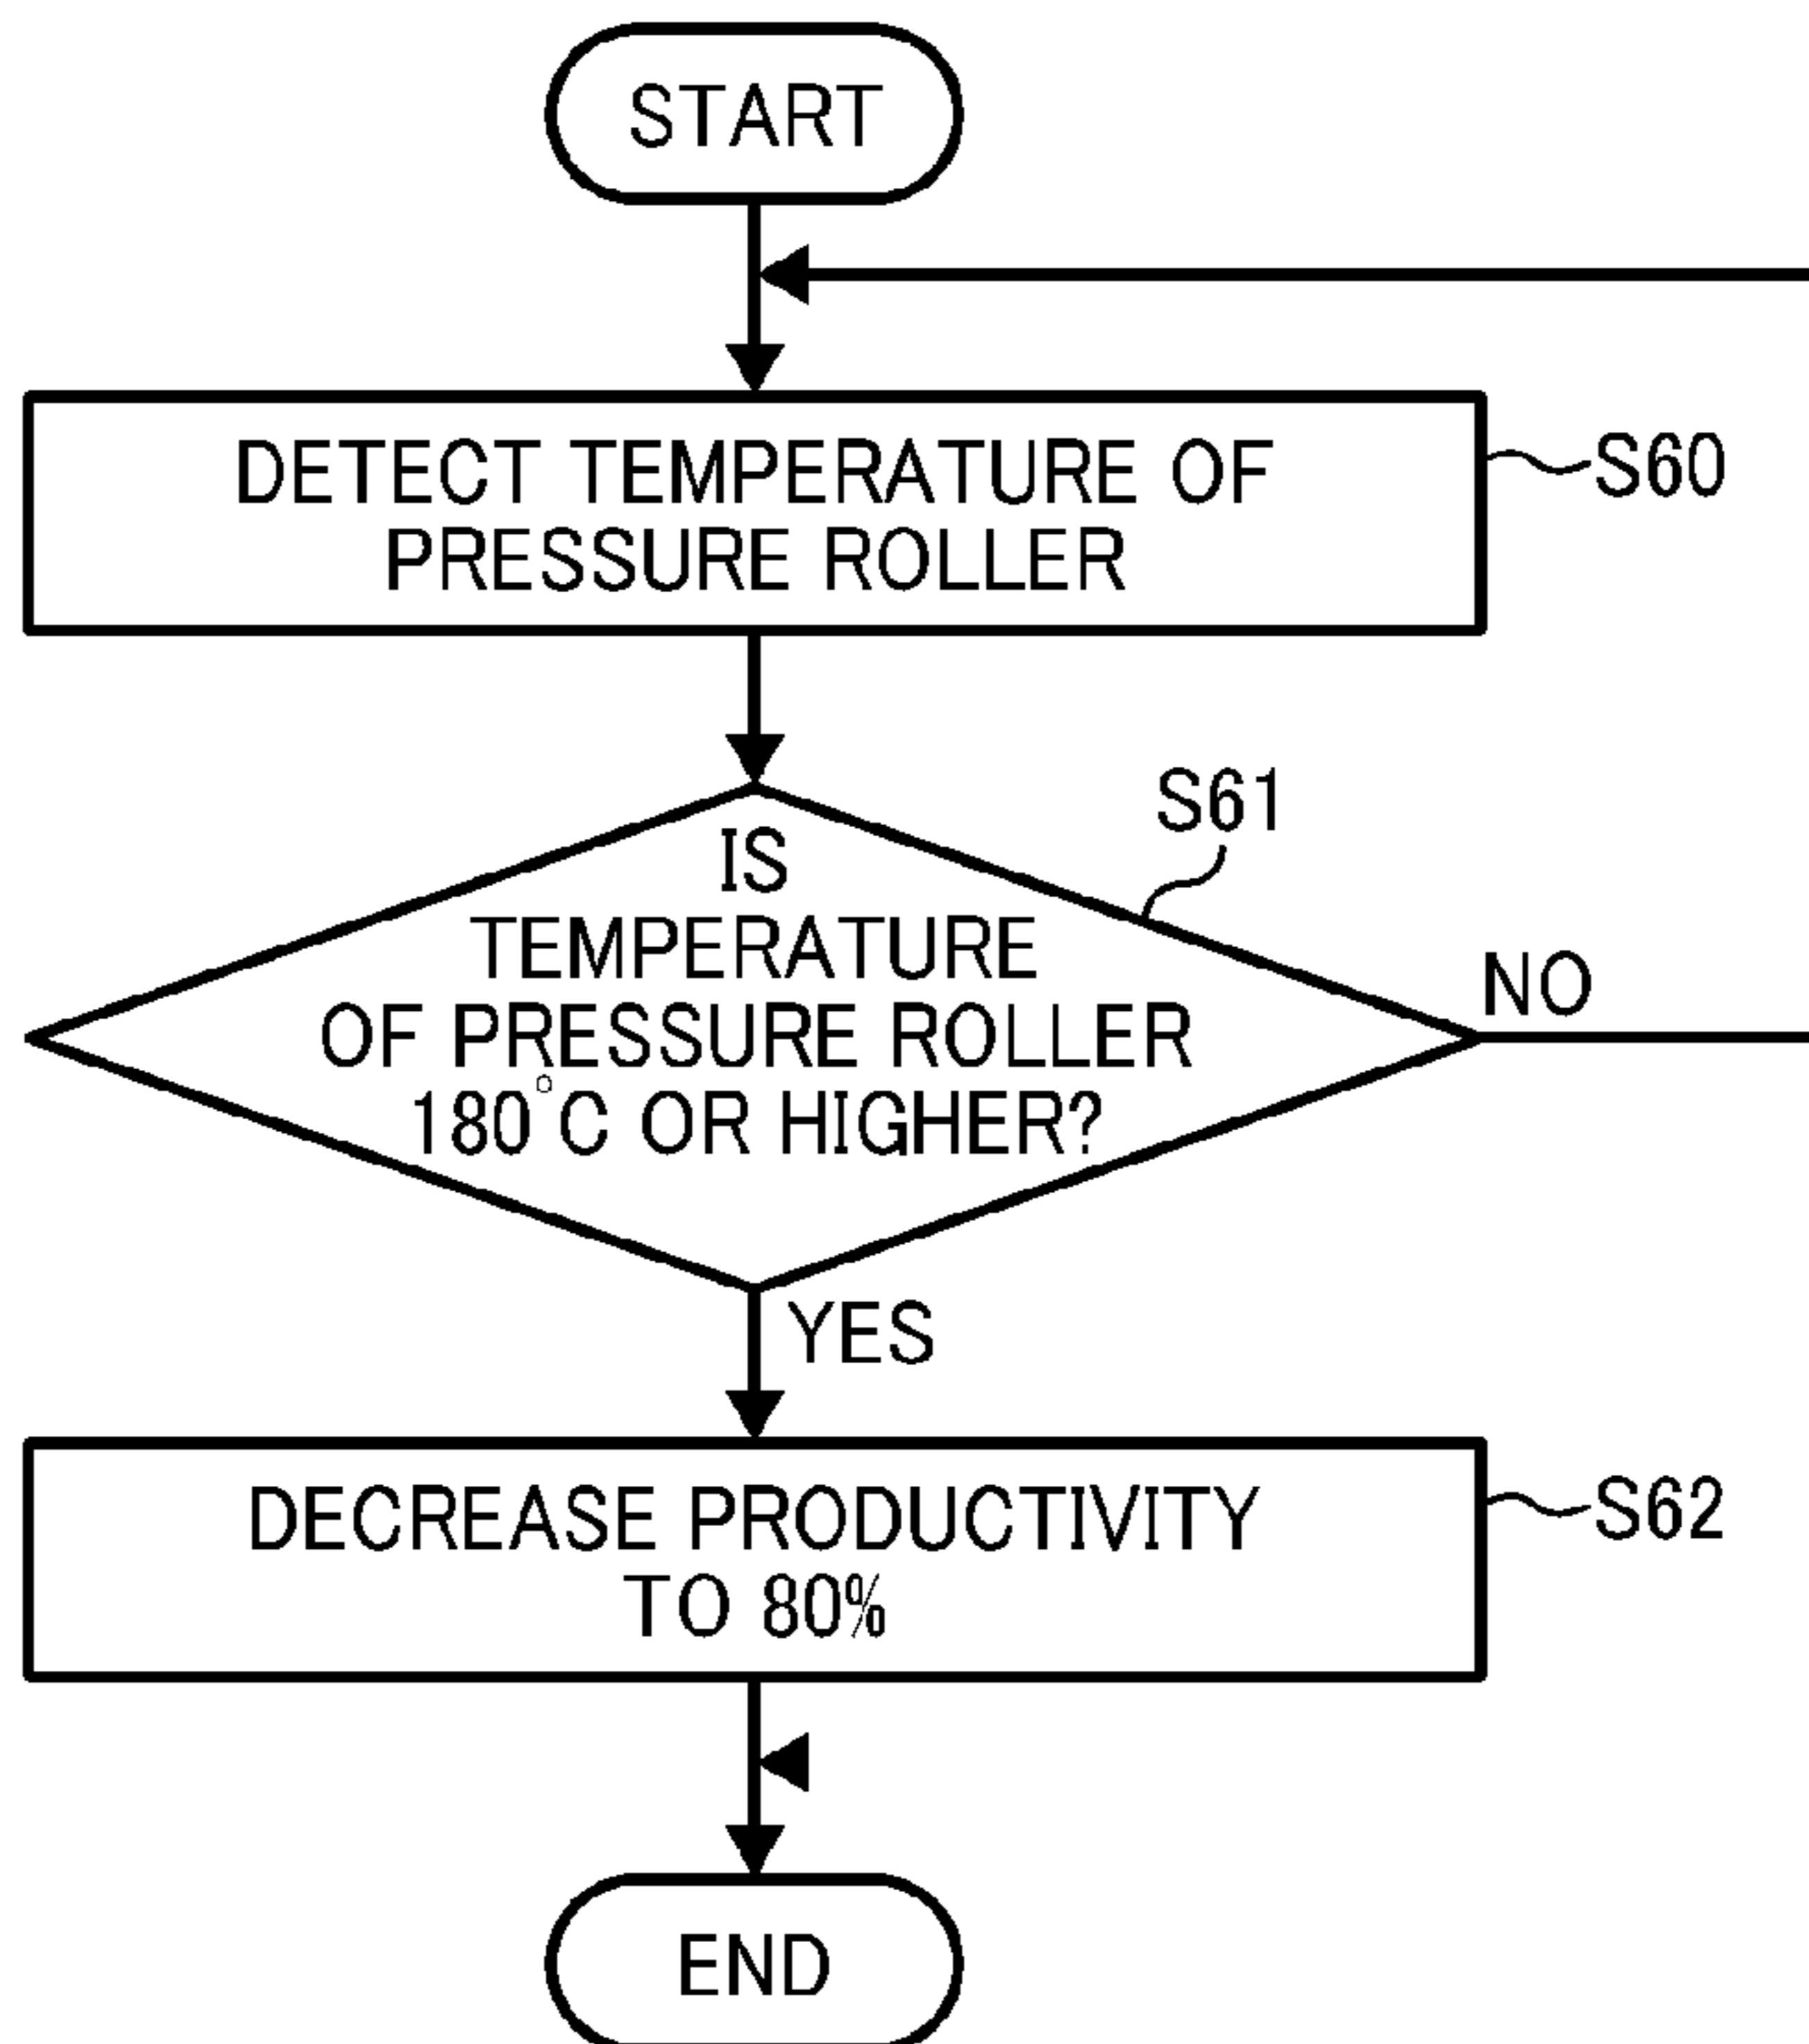 START
DETECT TEMPERATURE OF
PRESSURE ROLLER
S60
S61
IS
TEMPERATURE
OF PRESSURE ROLLER
180°C OR HIGHER?
NO
YES
DECREASE PRODUCTIVITY
TO 80%
S62
END